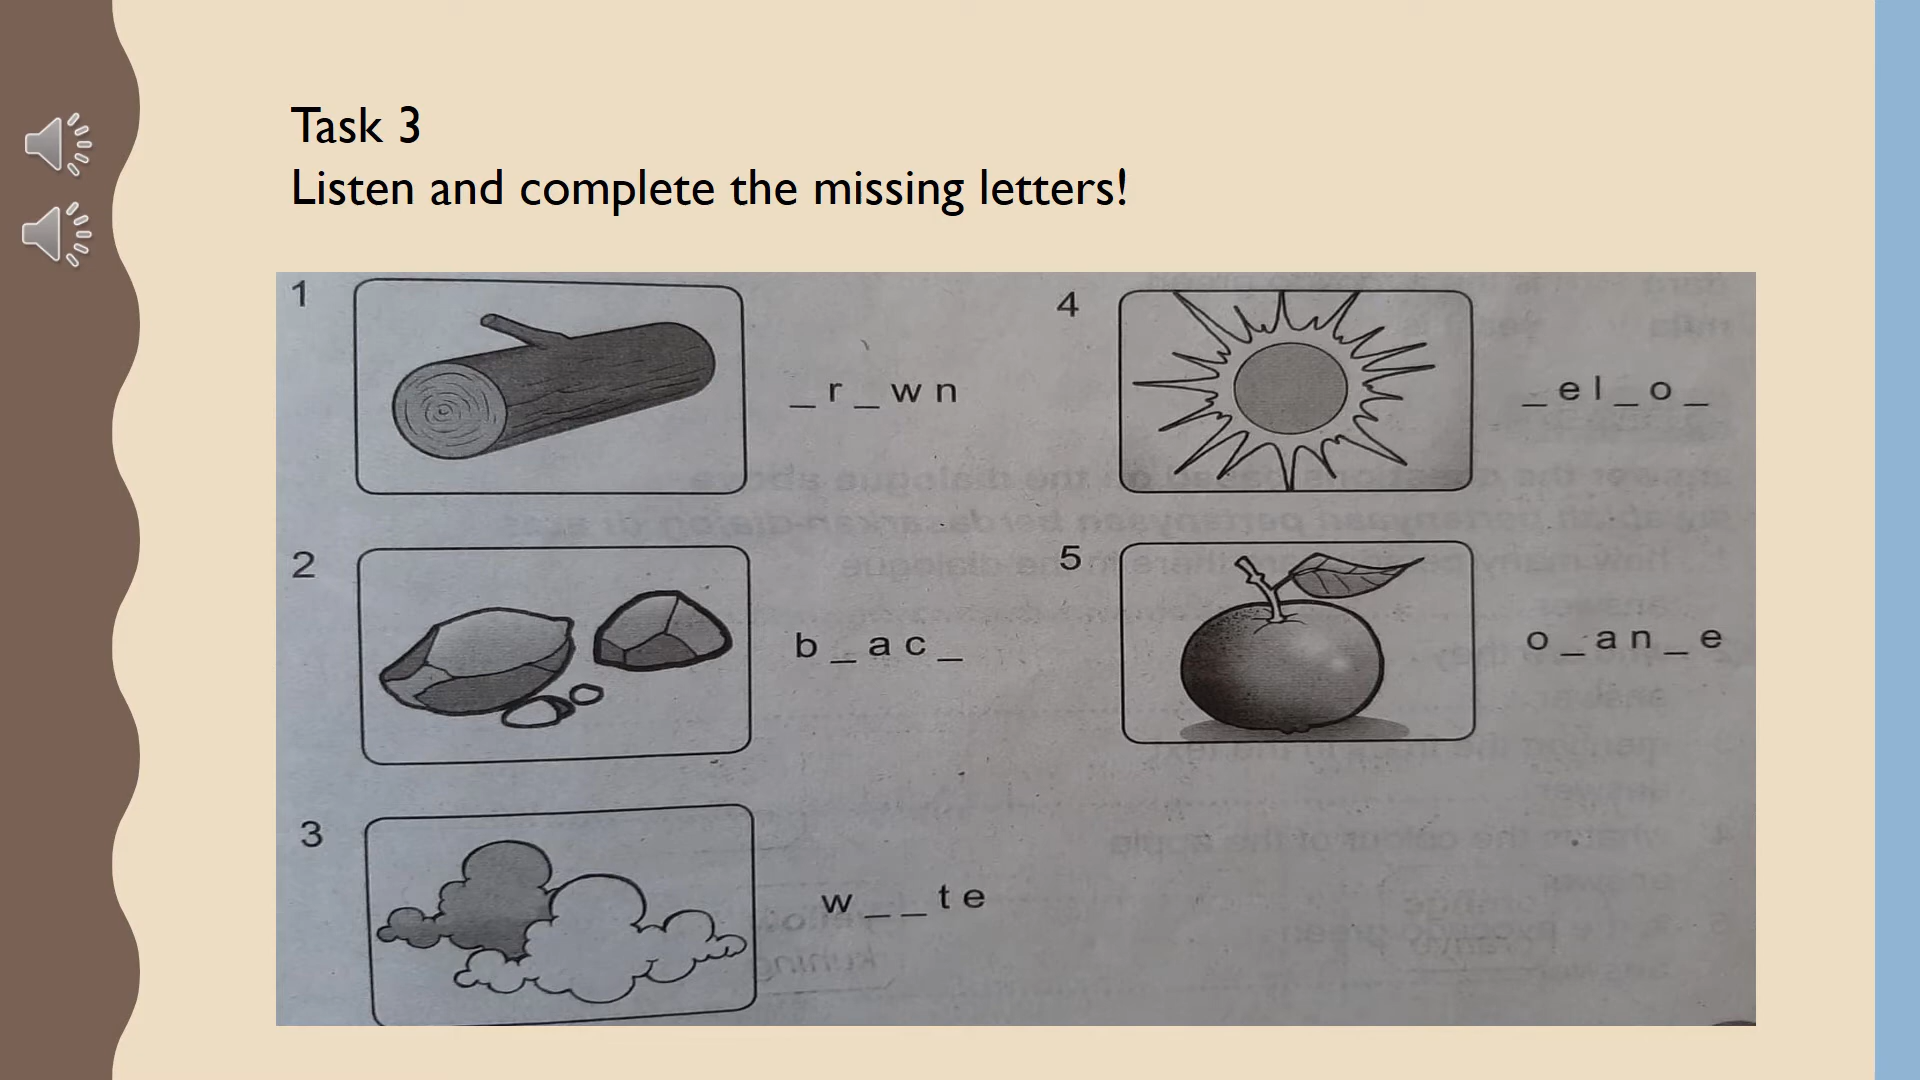 Task 3
Listen and complete the missing letters!
1
_ r _ w n
2
b _ a c _
3
w _ _ t e
4
_ e l _ o _
5
o _ a n _ e